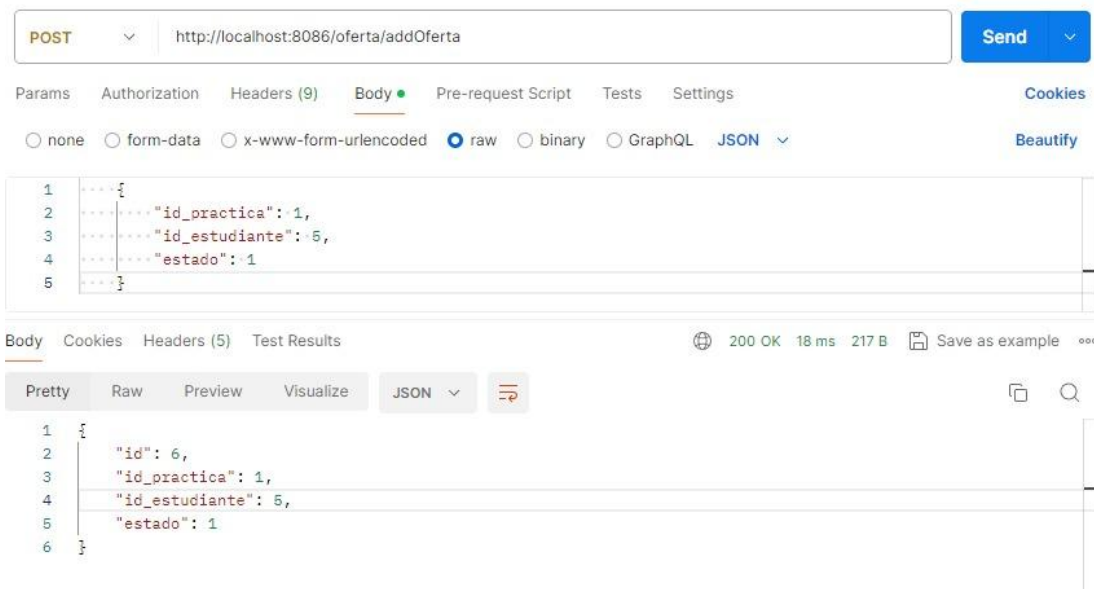 POST http://localhost:8086/oferta/addOferta Send
Params Authorization Headers (9) Body Pre-request Script Tests Settings Cookies
none form-data x-www-form-urlencoded raw binary GraphQL JSON Beautify
1 {
2 "id_practica": 1,
3 "id_estudiante": 5,
4 "estado": 1
5 }
Body Cookies Headers (5) Test Results 200 OK 18 ms 217 B Save as example
Pretty Raw Preview Visualize JSON
1 {
2 "id": 6,
3 "id_practica": 1,
4 "id_estudiante": 5,
5 "estado": 1
6 }